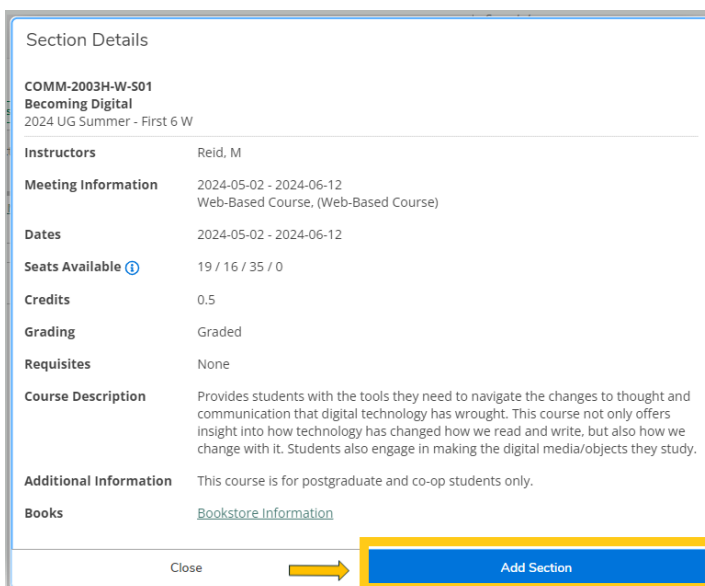 Section Details
COMM-2003H-W-S01
Becoming Digital
2024 UG Summer - First 6 W
Instructors Reid, M
Meeting Information 2024-05-02 - 2024-06-12
Web-Based Course, (Web-Based Course)
Dates 2024-05-02 - 2024-06-12
Seats Available 19 / 16 / 35 / 0
Credits 0.5
Grading Graded
Requisites None
Course Description Provides students with the tools they need to navigate the changes to thought and
communication that digital technology has wrought. This course not only offers
insight into how technology has changed how we read and write, but also how we
change with it. Students also engage in making the digital media/objects they study.
Additional Information This course is for postgraduate and co-op students only.
Books Bookstore Information
Close Add Section